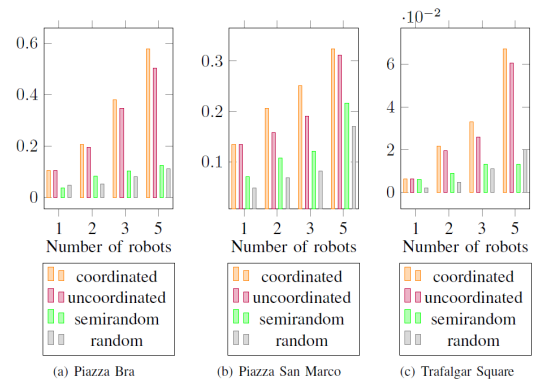 0.6
0.4
0.2
0
1 2 3 5
Number of robots
coordinated
uncoordinated
semirandom
random
(a) Piazza Bra
0.3
0.2
0.1
1 2 3 5
Number of robots
coordinated
uncoordinated
semirandom
random
(b) Piazza San Marco
·10⁻²
6
4
2
0
1 2 3 5
Number of robots
coordinated
uncoordinated
semirandom
random
(c) Trafalgar Square